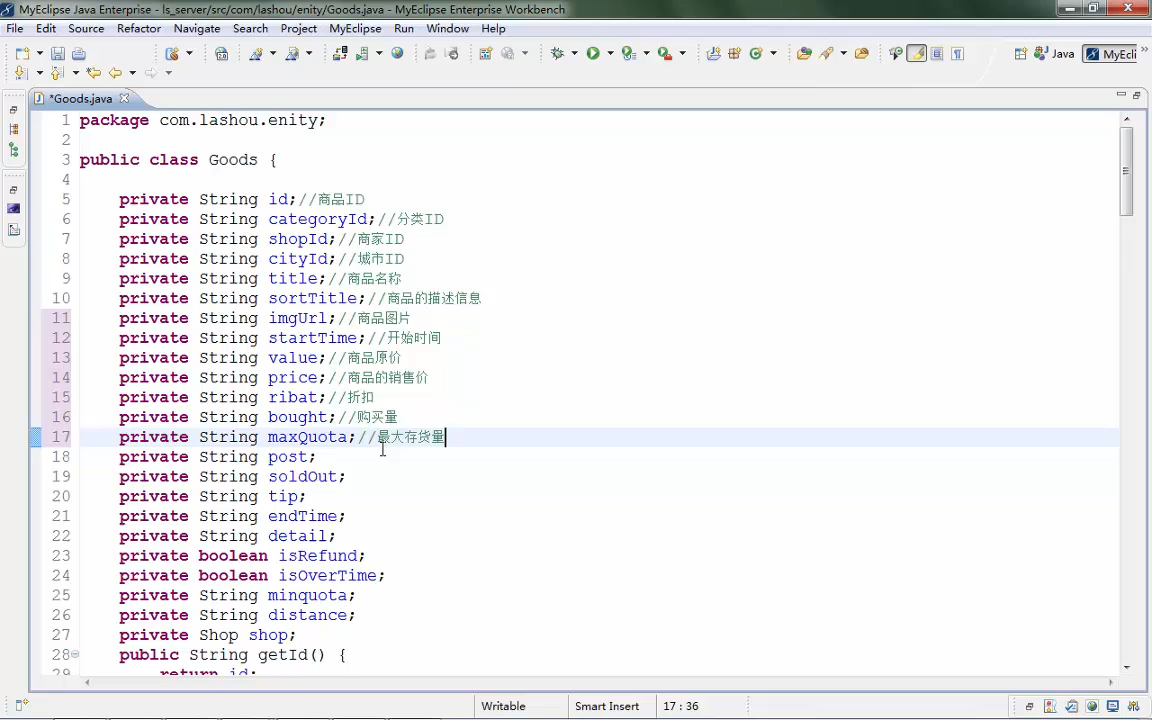 MyEclipse Java Enterprise - ls_server/src/com/lashou/enity/Goods.java - MyEclipse Enterprise Workbench
File Edit Source Refactor Navigate Search Project MyEclipse Run Window Help
Java MyEcli
*Goods.java
1 package com.lashou.enity;
2
3 public class Goods {
4
5 private String id;//商品ID
6 private String categoryId;//分类ID
7 private String shopId;//商家ID
8 private String cityId;//城市ID
9 private String title;//商品名称
10 private String sortTitle;//商品的描述信息
11 private String imgUrl;//商品图片
12 private String startTime;//开始时间
13 private String value;//商品原价
14 private String price;//商品的销售价
15 private String ribat;//折扣
16 private String bought;//购买量
17 private String maxQuota;//最大存货量
18 private String post;
19 private String soldOut;
20 private String tip;
21 private String endTime;
22 private String detail;
23 private boolean isRefund;
24 private boolean isOverTime;
25 private String minquota;
26 private String distance;
27 private Shop shop;
28 public String getId() {
29 return id;
Writable Smart Insert 17 : 36